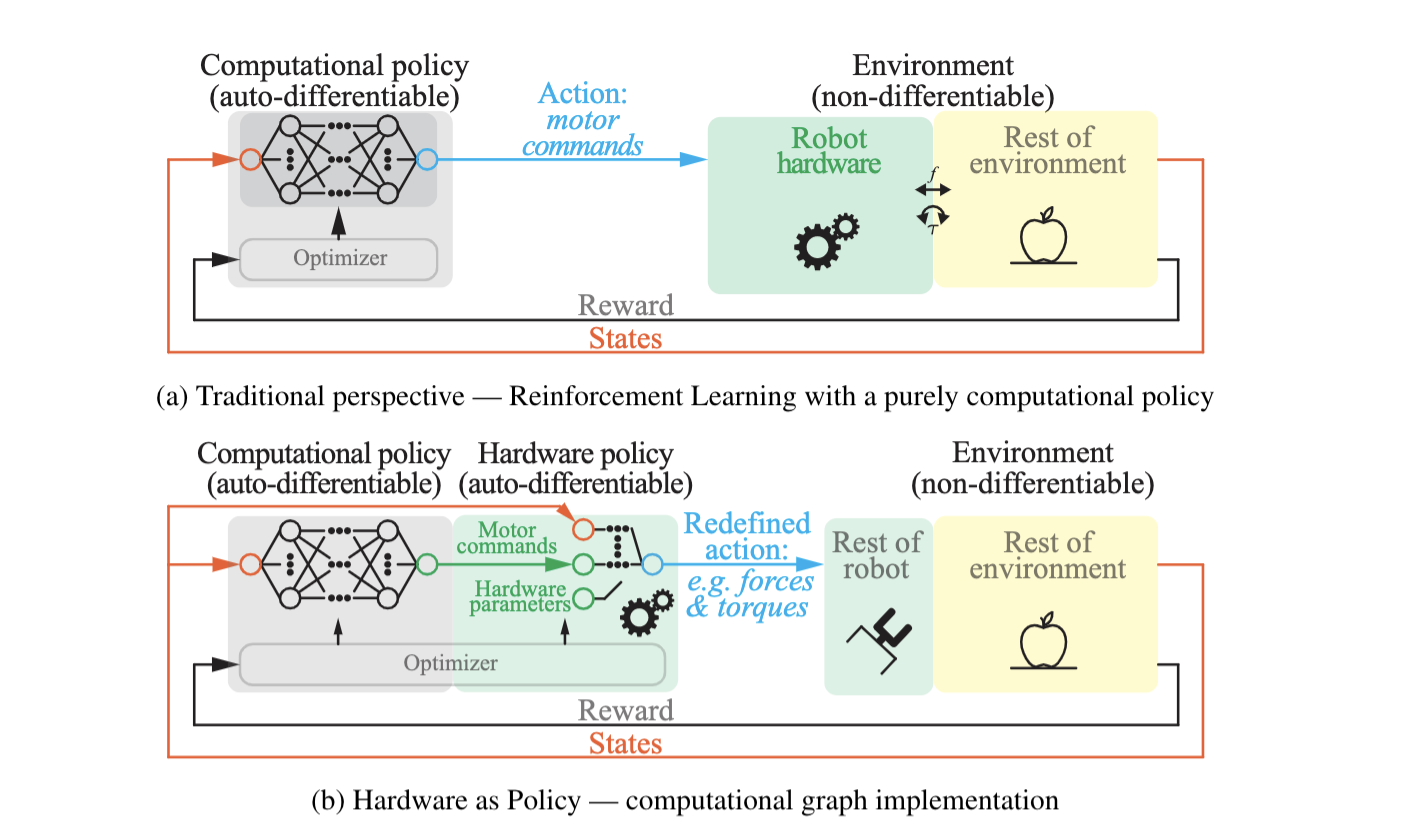 Computational policy
(auto-differentiable)
Action:
motor
commands
Environment
(non-differentiable)
Robot
hardware
f
τ
Rest of
environment
Optimizer
Reward
States
(a) Traditional perspective — Reinforcement Learning with a purely computational policy
Computational policy
(auto-differentiable)
Hardware policy
(auto-differentiable)
Motor
commands
Hardware
parameters
Redefined
action:
e.g. forces
& torques
Environment
(non-differentiable)
Rest of
robot
Rest of
environment
Optimizer
Reward
States
(b) Hardware as Policy — computational graph implementation